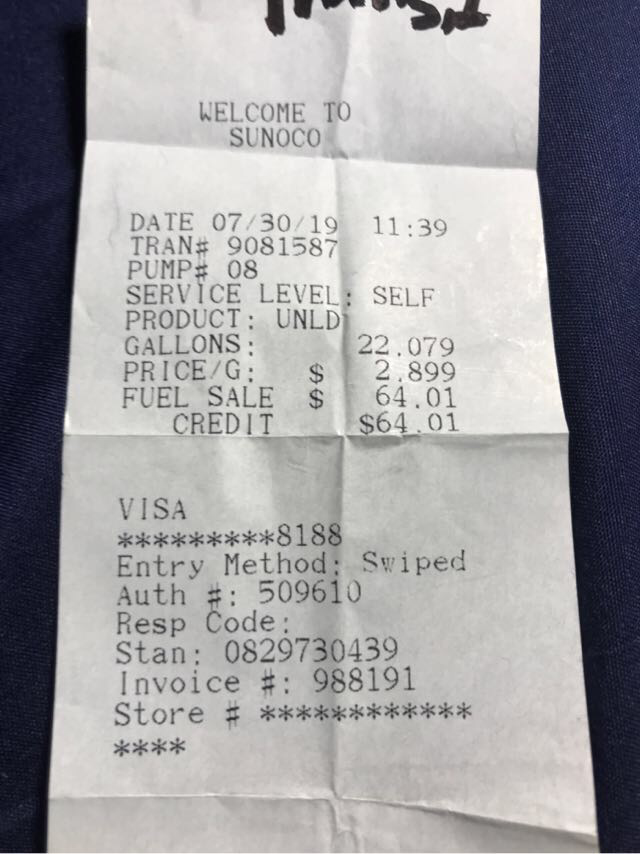 WELCOME TO
SUNOCO
DATE 07/30/19 11:39
TRAN# 9081587
PUMP# 08
SERVICE LEVEL: SELF
PRODUCT: UNLD
GALLONS: 22.079
PRICE/G: $ 2.899
FUEL SALE $ 64.01
CREDIT $64.01
VISA
*********8188
Entry Method: Swiped
Auth #: 509610
Resp Code:
Stan: 0829730439
Invoice #: 988191
Store # ************
****